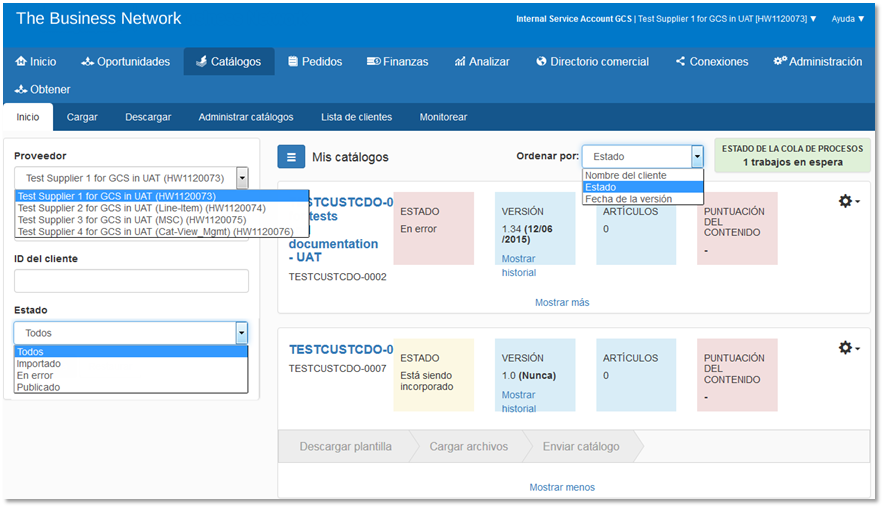 The Business Network
Internal Service Account GCS | Test Supplier 1 for GCS in UAT [HW1120073] ▼
Ayuda ▼
Inicio
Oportunidades
Catálogos
Pedidos
Finanzas
Analizar
Directorio comercial
Conexiones
Administración
Obtener
Inicio
Cargar
Descargar
Administrar catálogos
Lista de clientes
Monitorear
Proveedor
Test Supplier 1 for GCS in UAT (HW1120073)
Test Supplier 1 for GCS in UAT (HW1120073)
Test Supplier 2 for GCS in UAT (Line-Item) (HW1120074)
Test Supplier 3 for GCS in UAT (MSC) (HW1120075)
Test Supplier 4 for GCS in UAT (Cat-View_Mgmt) (HW1120076)
ID del cliente
Estado
Todos
Todos
Importado
En error
Publicado
Mis catálogos
Ordenar por:
Estado
Nombre del cliente
Estado
Fecha de la versión
ESTADO DE LA COLA DE PROCESOS
1 trabajos en espera
TESTCUSTCDO-0
tests
documentation
- UAT
TESTCUSTCDO-0002
ESTADO
En error
VERSIÓN
1.34 (12/06
/2015)
Mostrar
historial
ARTÍCULOS
0
PUNTUACIÓN
DEL
CONTENIDO
-
Mostrar más
TESTCUSTCDO-0
TESTCUSTCDO-0007
ESTADO
Está siendo
incorporado
VERSIÓN
1.0 (Nunca)
Mostrar
historial
ARTÍCULOS
0
PUNTUACIÓN
DEL
CONTENIDO
-
Descargar plantilla
Cargar archivos
Enviar catálogo
Mostrar menos